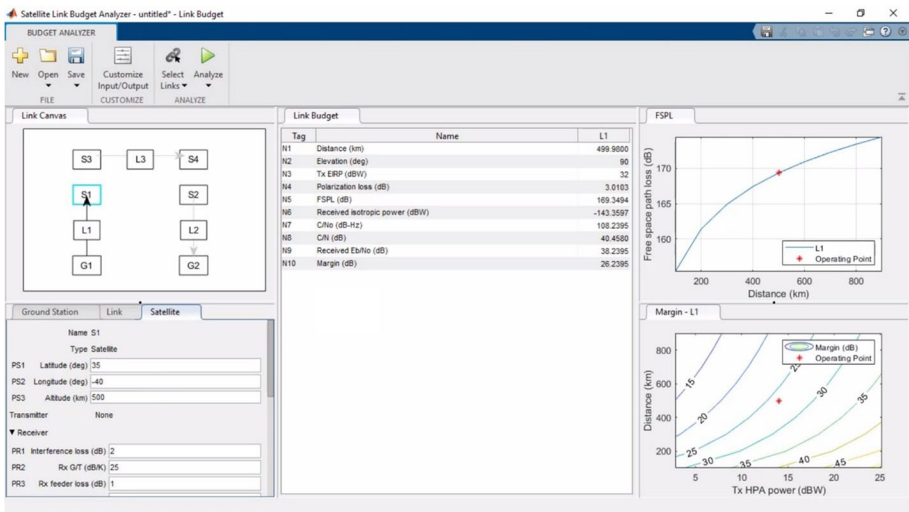 Satellite Link Budget Analyzer - untitled* - Link Budget
BUDGET ANALYZER
New Open Save Customize Input/Output Select Links Analyze
FILE CUSTOMIZE ANALYZE
Link Canvas
S3 L3 S4
S1 S2
L1 L2
G1 G2
Ground Station Link Satellite
Name S1
Type Satellite
PS1 Latitude (deg) 35
PS2 Longitude (deg) -40
PS3 Altitude (km) 500
Transmitter None
Receiver
PR1 Interference loss (dB) 2
PR2 Rx G/T (dB/K) 25
PR3 Rx feeder loss (dB) 1
Link Budget
Tag Name L1
N1 Distance (km) 499.9800
N2 Elevation (deg) 90
N3 Tx EIRP (dBW) 32
N4 Polarization loss (dB) 3.0103
N5 FSPL (dB) 169.3494
N6 Received isotropic power (dBW) -143.3597
N7 C/No (dB-Hz) 108.2395
N8 C/N (dB) 40.4580
N9 Received Eb/No (dB) 38.2395
N10 Margin (dB) 26.2395
FSPL
Free space path loss (dB)
170
165
160
L1
Operating Point
200 400 600 800
Distance (km)
Margin - L1
Distance (km)
800
600
400
200
Margin (dB)
Operating Point
15 20 25 30 35
25 30 35 40 45
5 10 15 20 25
Tx HPA power (dBW)